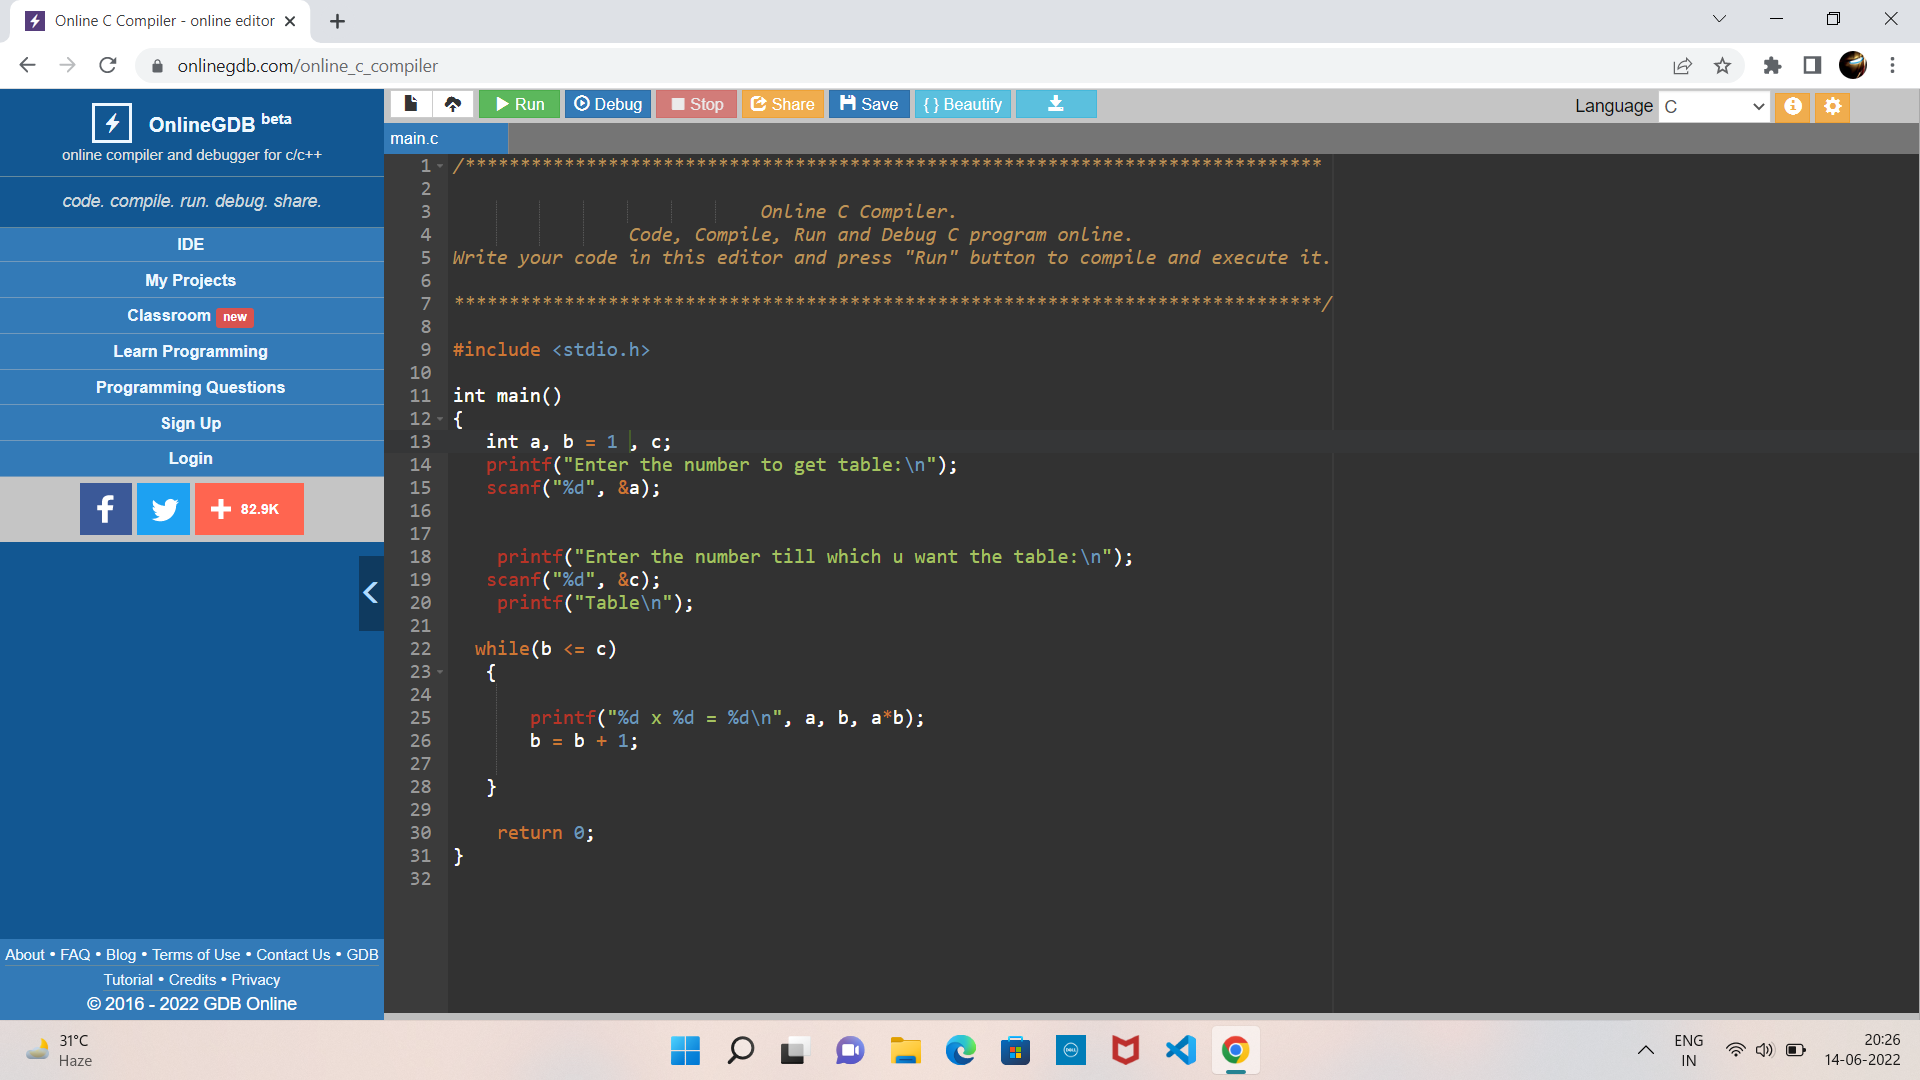 Online C Compiler - online editor
onlinegdb.com/online_c_compiler
OnlineGDB beta
online compiler and debugger for c/c++
code. compile. run. debug. share.
IDE
My Projects
Classroom new
Learn Programming
Programming Questions
Sign Up
Login
82.9K
About • FAQ • Blog • Terms of Use • Contact Us • GDB
Tutorial • Credits • Privacy
© 2016 - 2022 GDB Online
Run Debug Stop Share Save { } Beautify
Language C
main.c
1 /******************************************************************************
2
3 Online C Compiler.
4 Code, Compile, Run and Debug C program online.
5 Write your code in this editor and press "Run" button to compile and execute it.
6
7 *******************************************************************************/
8
9 #include <stdio.h>
10
11 int main()
12 {
13 int a, b = 1 , c;
14 printf("Enter the number to get table:\n");
15 scanf("%d", &a);
16
17
18 printf("Enter the number till which u want the table:\n");
19 scanf("%d", &c);
20 printf("Table\n");
21
22 while(b <= c)
23 {
24
25 printf("%d x %d = %d\n", a, b, a*b);
26 b = b + 1;
27
28 }
29
30 return 0;
31 }
32
31°C
Haze
DELL
ENG
IN
20:26
14-06-2022